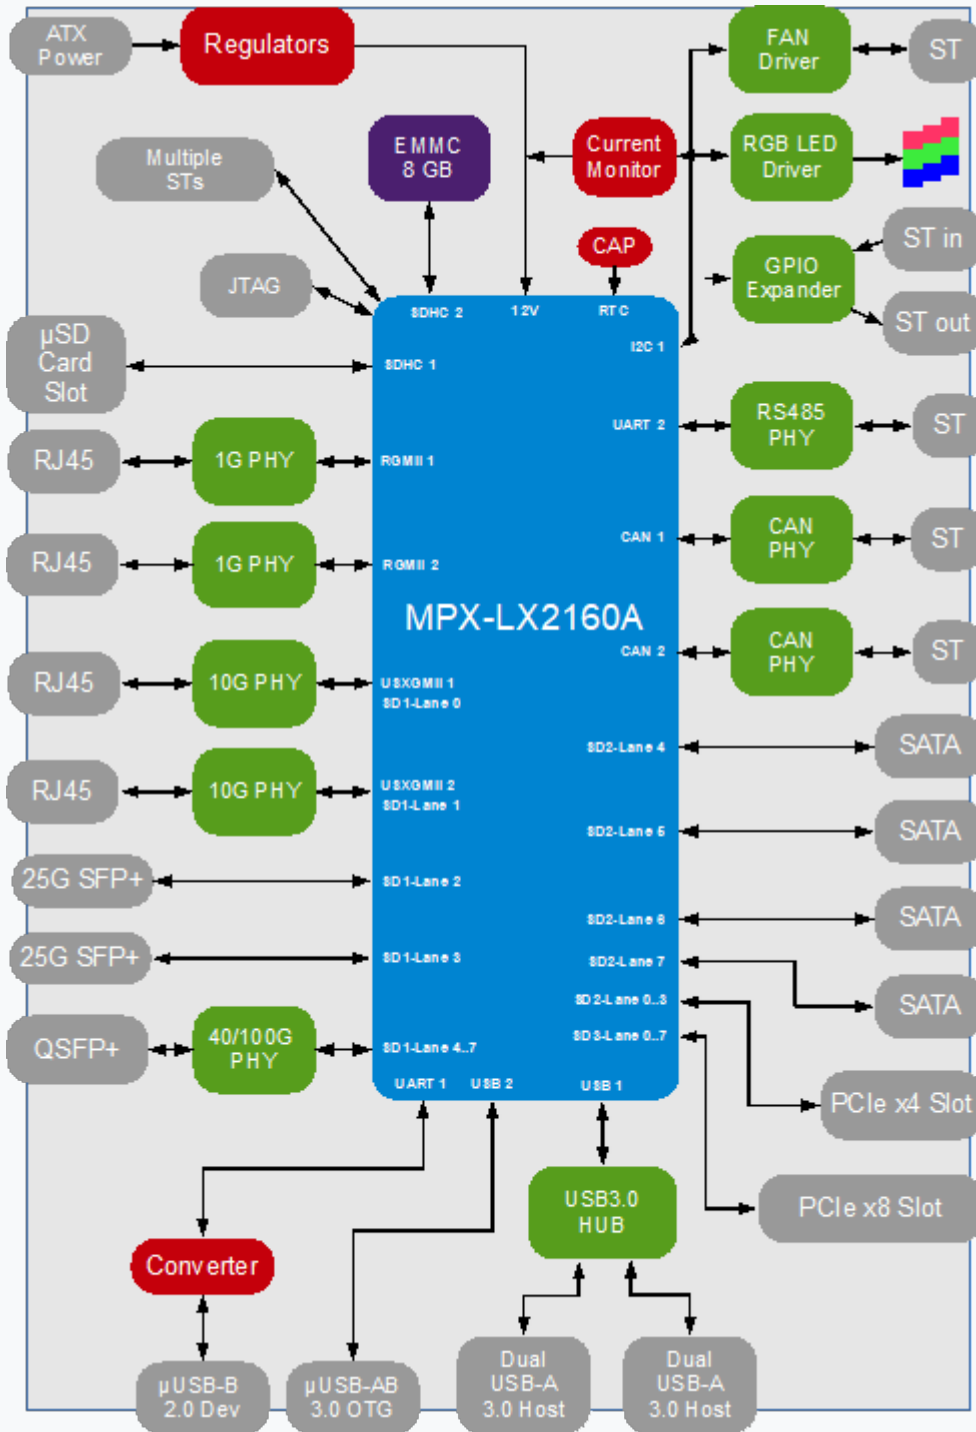 ATX
Power
Regulators
FAN
Driver
ST
Multiple
STs
EMMC
8 GB
Current
Monitor
RGB LED
Driver
CAP
ST in
GPIO
Expander
ST out
JTAG
SDHC 2
12V
RTC
I2C 1
µSD
Card
Slot
SDHC 1
UART 2
RS485
PHY
ST
RJ45
1G PHY
RGMII 1
CAN 1
CAN
PHY
ST
RJ45
1G PHY
RGMII 2
MPX-LX2160A
CAN 2
CAN
PHY
ST
RJ45
10G PHY
USXGMII 1
SD1-Lane 0
SD2-Lane 4
SATA
RJ45
10G PHY
USXGMII 2
SD1-Lane 1
SD2-Lane 5
SATA
25G SFP+
SD1-Lane 2
SD2-Lane 6
SATA
25G SFP+
SD1-Lane 3
SD2-Lane 7
SATA
SD2-Lane 0..3
SD3-Lane 0..7
QSFP+
40/100G
PHY
SD1-Lane 4..7
UART 1
USB 2
USB 1
PCIe x4 Slot
PCIe x8 Slot
USB3.0
HUB
Converter
µUSB-B
2.0 Dev
µUSB-AB
3.0 OTG
Dual
USB-A
3.0 Host
Dual
USB-A
3.0 Host